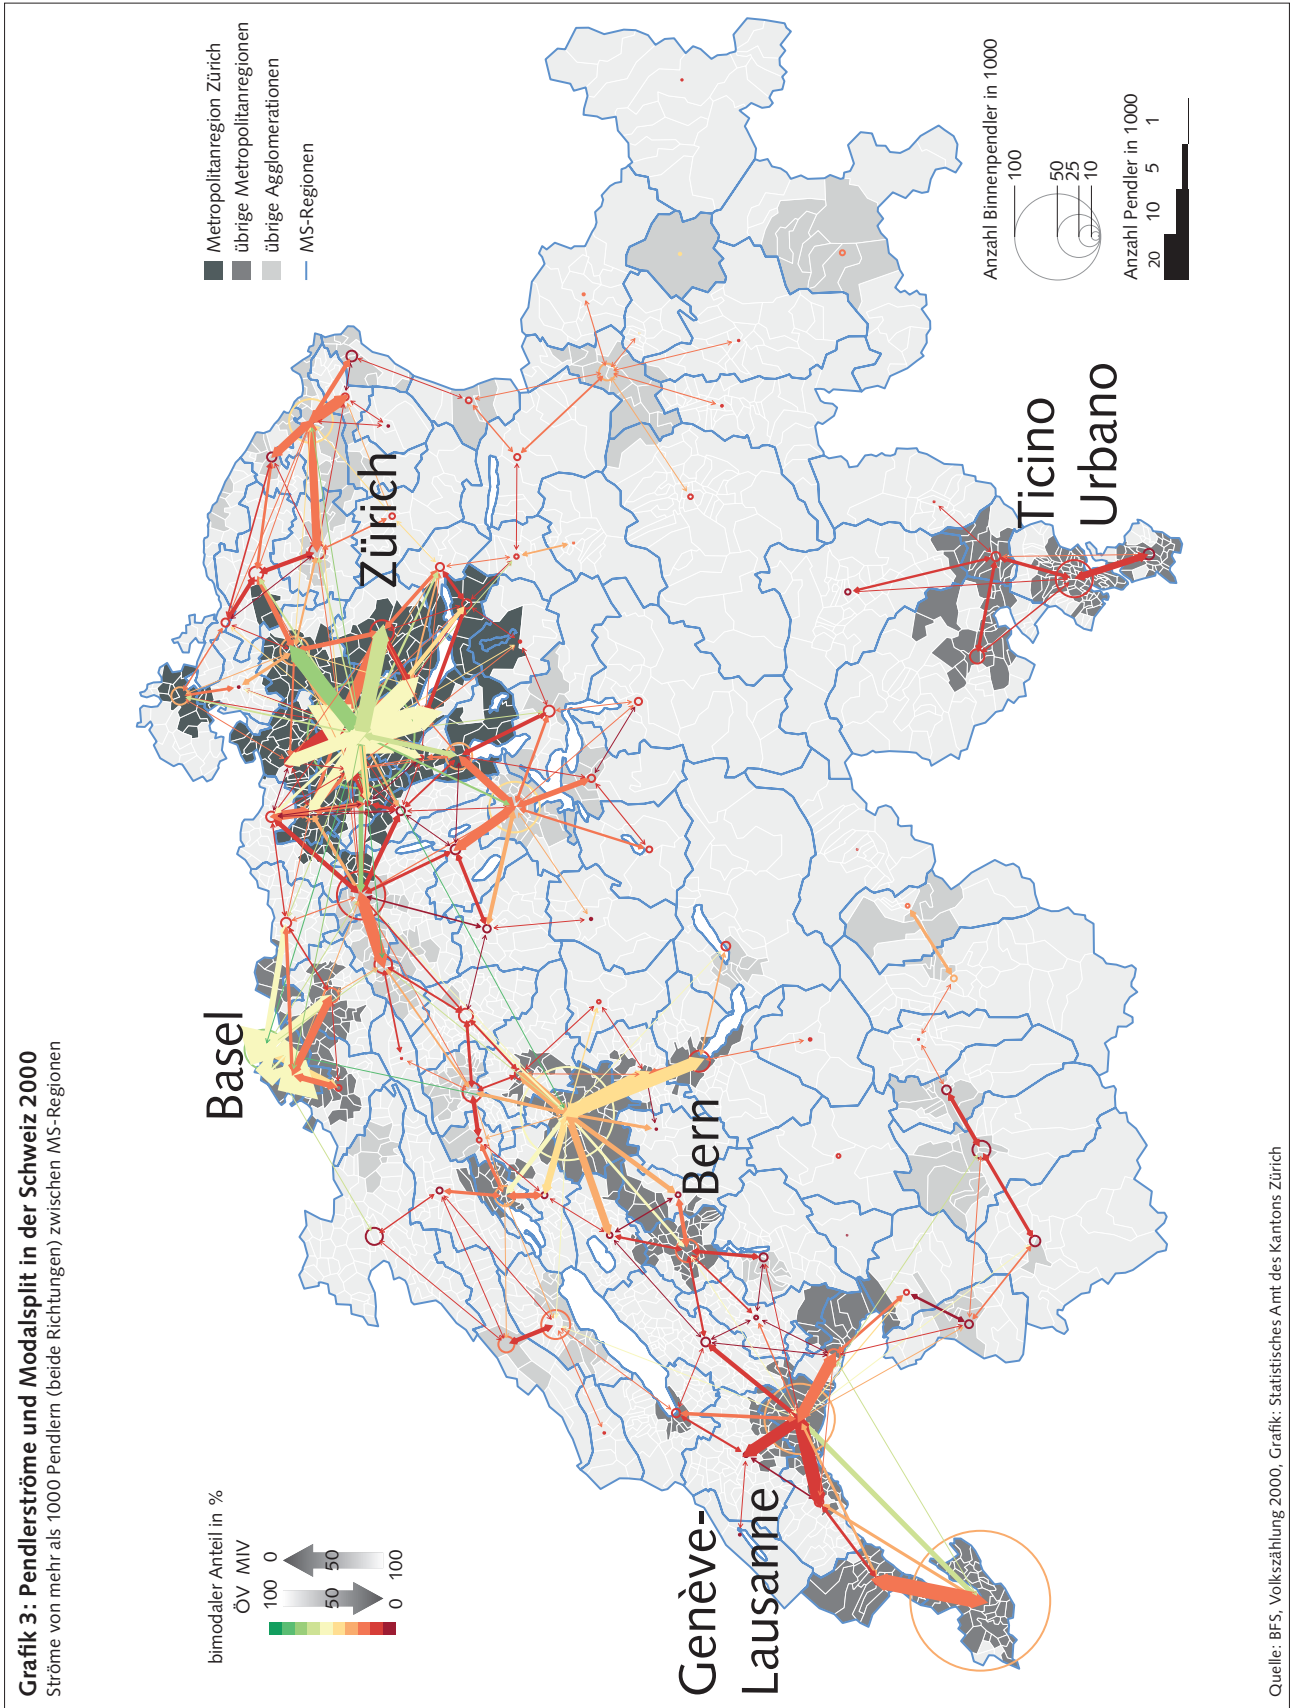 Grafik 3: Pendlerströme und Modalsplit in der Schweiz 2000
Ströme von mehr als 1000 Pendlern (beide Richtungen) zwischen MS-Regionen
bimodaler Anteil in %
ÖV MIV
100 0
50 50
0 100
Metropolitanregion Zürich
übrige Metropolitanregionen
übrige Agglomerationen
MS-Regionen
Basel
Zürich
Bern
Genève-
Lausanne
Ticino
Urbano
Anzahl Binnenpendler in 1000
100
50
25
10
Anzahl Pendler in 1000
20 10 5 1
Quelle: BFS, Volkszählung 2000, Grafik: Statistisches Amt des Kantons Zürich